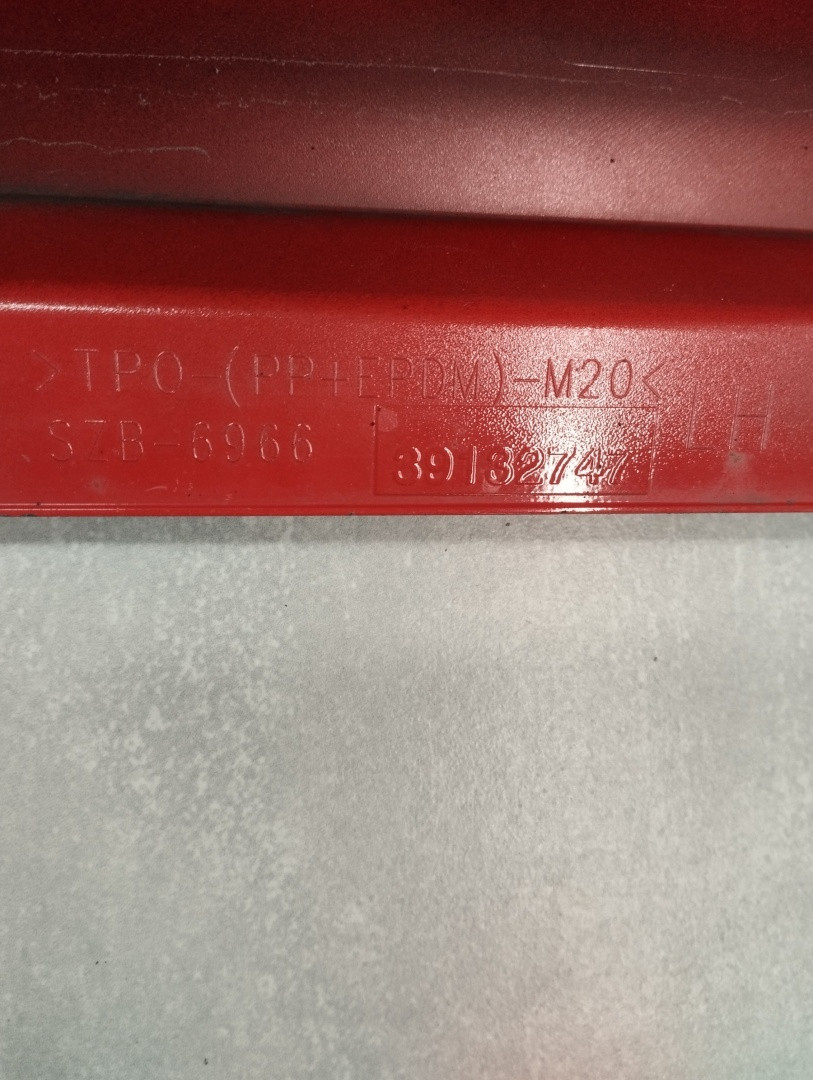 >TPO-(PP+EPDM)-M20<
LH
SZB-6966
39132747